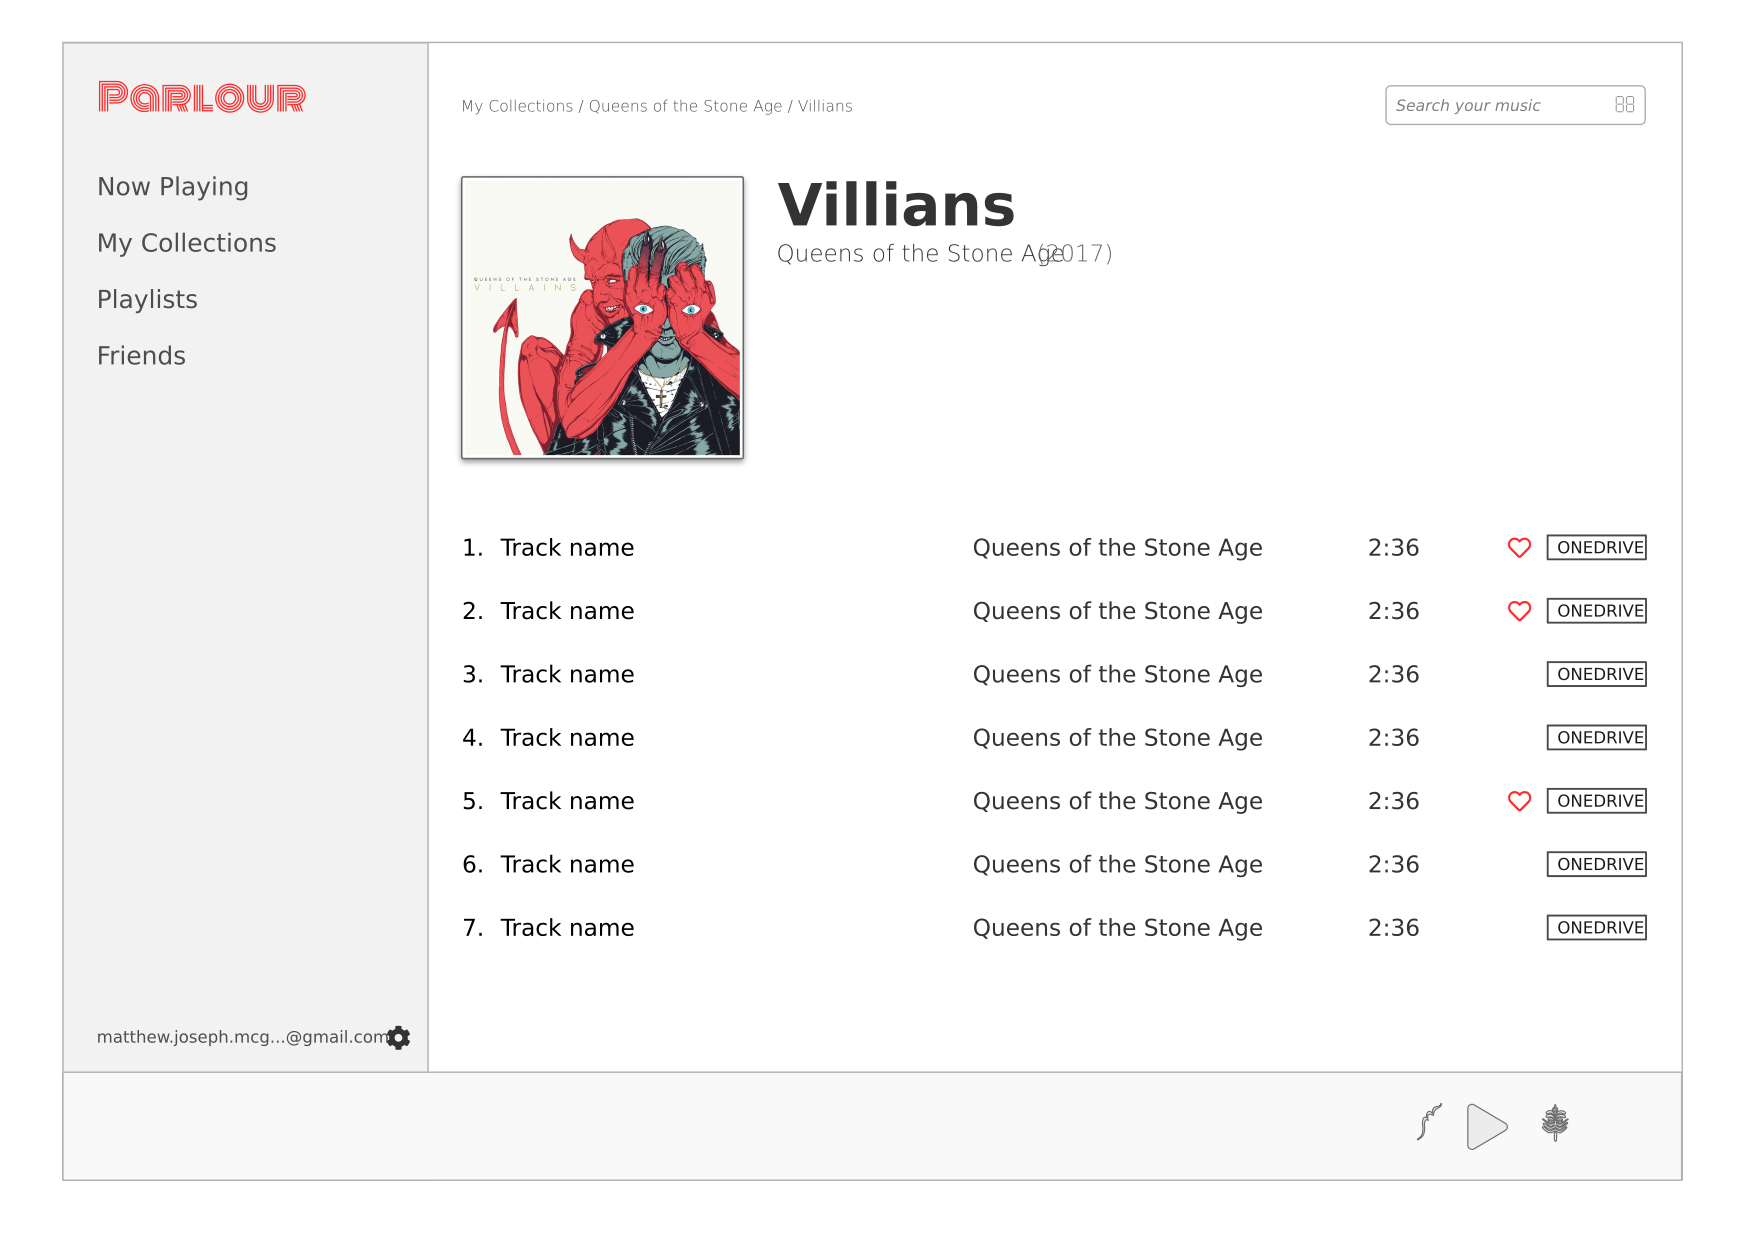 PARLOUR
My Collections / Queens of the Stone Age / Villians
Search your music
Now Playing
My Collections
Playlists
Friends
Villians
Queens of the Stone Age (2017)
QUEENS OF THE STONE AGE
VILLAINS
1. Track name Queens of the Stone Age 2:36 ONEDRIVE
2. Track name Queens of the Stone Age 2:36 ONEDRIVE
3. Track name Queens of the Stone Age 2:36 ONEDRIVE
4. Track name Queens of the Stone Age 2:36 ONEDRIVE
5. Track name Queens of the Stone Age 2:36 ONEDRIVE
6. Track name Queens of the Stone Age 2:36 ONEDRIVE
7. Track name Queens of the Stone Age 2:36 ONEDRIVE
matthew.joseph.mcg...@gmail.com